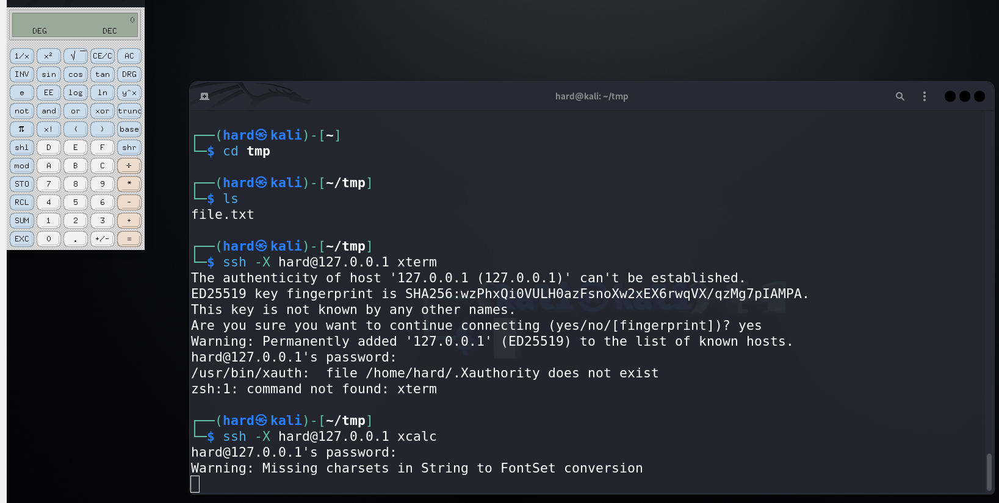 0
DEG DEC
1/x x² √ CE/C AC
INV sin cos tan DRG
e EE log ln y^x
not and or xor trunc
π x! ( ) base
shl D E F shr
mod A B C ÷
STO 7 8 9 *
RCL 4 5 6 -
SUM 1 2 3 +
EXC 0 . +/- =
hard@kali: ~/tmp
┌──(hard㉿kali)-[~]
└─$ cd tmp
┌──(hard㉿kali)-[~/tmp]
└─$ ls
file.txt
┌──(hard㉿kali)-[~/tmp]
└─$ ssh -X hard@127.0.0.1 xterm
The authenticity of host '127.0.0.1 (127.0.0.1)' can't be established.
ED25519 key fingerprint is SHA256:wzPhxQi0VULH0azFsnoXw2xEX6rwqVX/qzMg7pIAMPA.
This key is not known by any other names.
Are you sure you want to continue connecting (yes/no/[fingerprint])? yes
Warning: Permanently added '127.0.0.1' (ED25519) to the list of known hosts.
hard@127.0.0.1's password:
/usr/bin/xauth:  file /home/hard/.Xauthority does not exist
zsh:1: command not found: xterm
┌──(hard㉿kali)-[~/tmp]
└─$ ssh -X hard@127.0.0.1 xcalc
hard@127.0.0.1's password:
Warning: Missing charsets in String to FontSet conversion